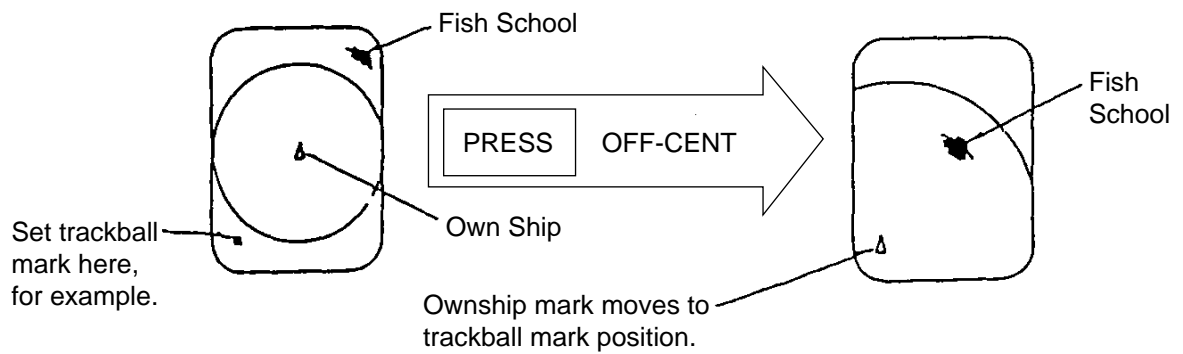 Fish School
PRESS
OFF-CENT
Own Ship
Set trackball
mark here,
for example.
Fish
School
Ownship mark moves to
trackball mark position.